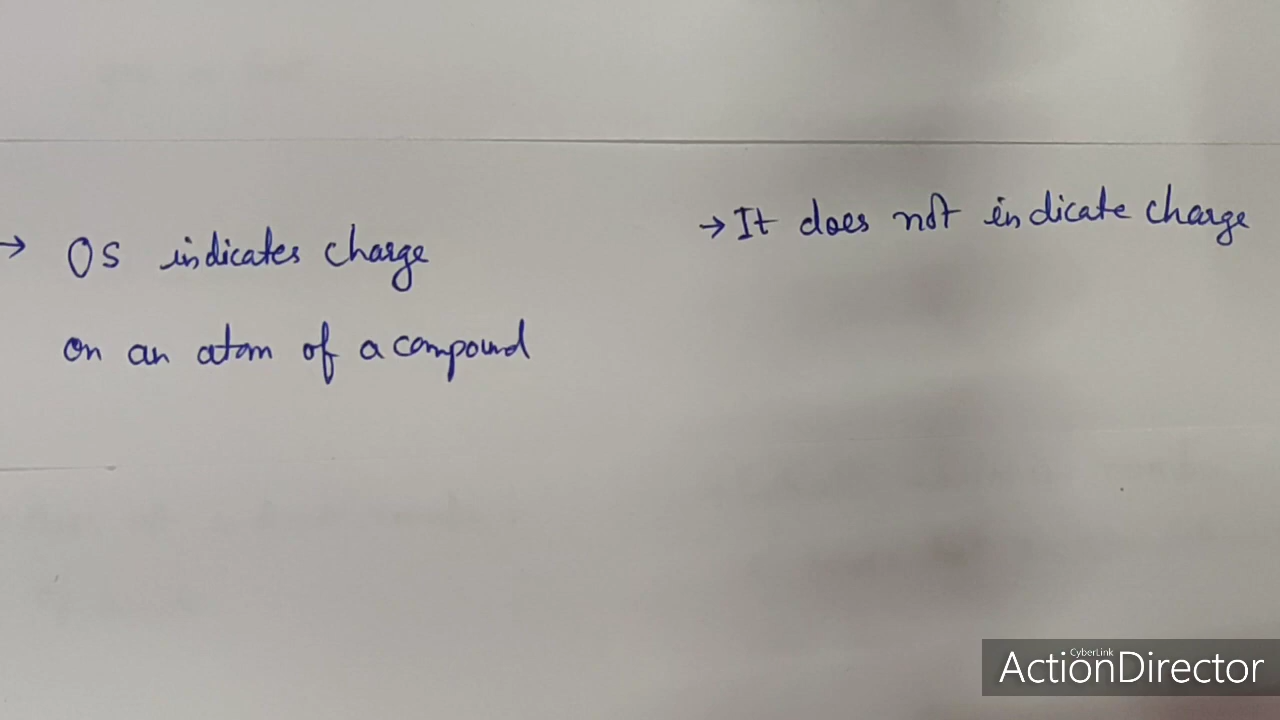 → OS indicates charge
on an atom of a compound
→ It does not indicate charge
CyberLink
ActionDirector